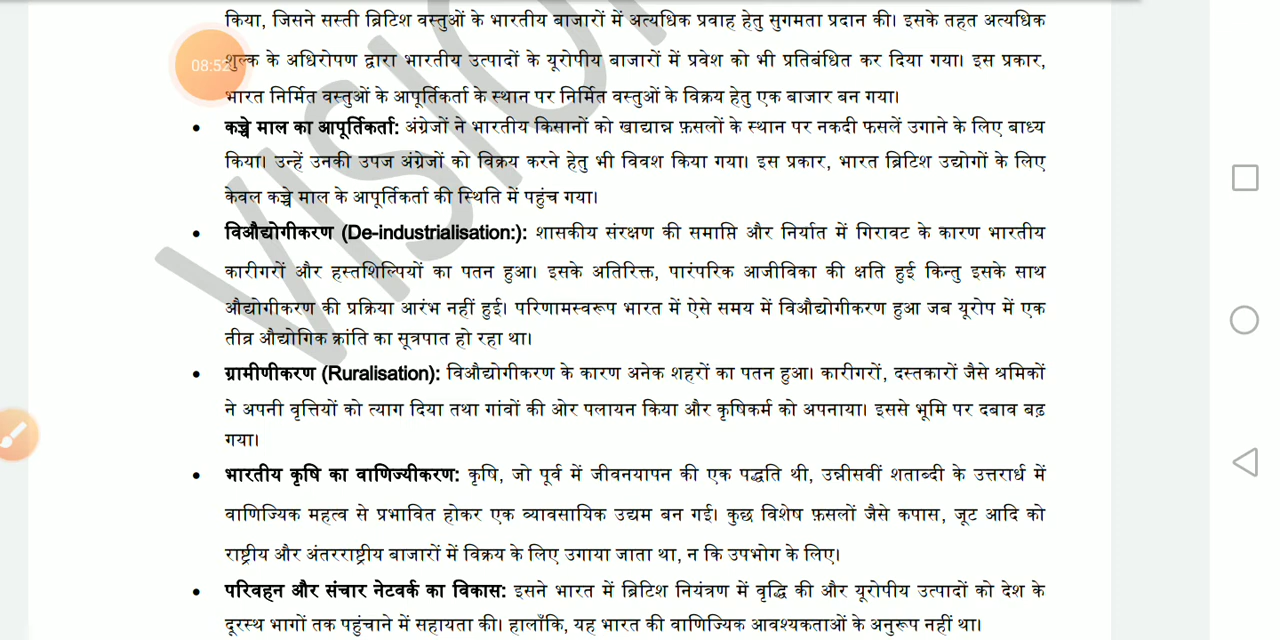 किया, जिसने सस्ती ब्रिटिश वस्तुओं के भारतीय बाजारों में अत्यधिक प्रवाह हेतु सुगमता प्रदान की। इसके तहत अत्यधिक
08:52
शुल्क के अधिरोपण द्वारा भारतीय उत्पादों के यूरोपीय बाजारों में प्रवेश को भी प्रतिबंधित कर दिया गया। इस प्रकार,
भारत निर्मित वस्तुओं के आपूर्तिकर्ता के स्थान पर निर्मित वस्तुओं के विक्रय हेतु एक बाजार बन गया।
• कच्चे माल का आपूर्तिकर्ता: अंग्रेजों ने भारतीय किसानों को खाद्यान्न फ़सलों के स्थान पर नकदी फसलें उगाने के लिए बाध्य
किया। उन्हें उनकी उपज अंग्रेजों को विक्रय करने हेतु भी विवश किया गया। इस प्रकार, भारत ब्रिटिश उद्योगों के लिए
केवल कच्चे माल के आपूर्तिकर्ता की स्थिति में पहुंच गया।
• विऔद्योगीकरण (De-industrialisation:): शासकीय संरक्षण की समाप्ति और निर्यात में गिरावट के कारण भारतीय
कारीगरों और हस्तशिल्पियों का पतन हुआ। इसके अतिरिक्त, पारंपरिक आजीविका की क्षति हुई किन्तु इसके साथ
औद्योगीकरण की प्रक्रिया आरंभ नहीं हुई। परिणामस्वरूप भारत में ऐसे समय में विऔद्योगीकरण हुआ जब यूरोप में एक
तीव्र औद्योगिक क्रांति का सूत्रपात हो रहा था।
• ग्रामीणीकरण (Ruralisation): विऔद्योगीकरण के कारण अनेक शहरों का पतन हुआ। कारीगरों, दस्तकारों जैसे श्रमिकों
ने अपनी वृत्तियों को त्याग दिया तथा गांवों की ओर पलायन किया और कृषिकर्म को अपनाया। इससे भूमि पर दबाव बढ़
गया।
• भारतीय कृषि का वाणिज्यीकरण: कृषि, जो पूर्व में जीवनयापन की एक पद्धति थी, उन्नीसवीं शताब्दी के उत्तरार्ध में
वाणिज्यिक महत्व से प्रभावित होकर एक व्यावसायिक उद्यम बन गई। कुछ विशेष फ़सलों जैसे कपास, जूट आदि को
राष्ट्रीय और अंतरराष्ट्रीय बाजारों में विक्रय के लिए उगाया जाता था, न कि उपभोग के लिए।
• परिवहन और संचार नेटवर्क का विकास: इसने भारत में ब्रिटिश नियंत्रण में वृद्धि की और यूरोपीय उत्पादों को देश के
दूरस्थ भागों तक पहुंचाने में सहायता की। हालाँकि, यह भारत की वाणिज्यिक आवश्यकताओं के अनुरूप नहीं था।
VISION